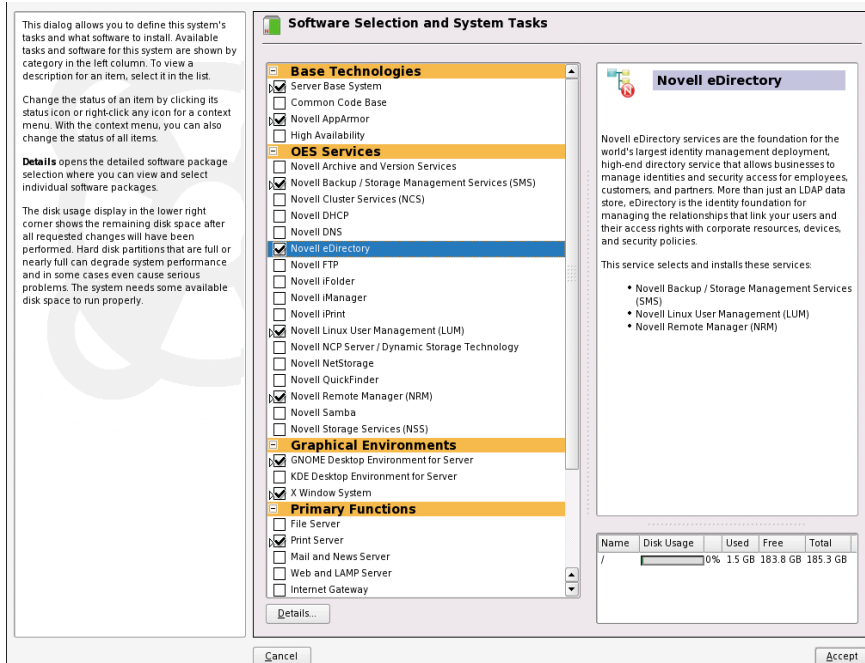 This dialog allows you to define this system's
tasks and what software to install. Available
tasks and software for this system are shown by
category in the left column. To view a
description for an item, select it in the list.
Change the status of an item by clicking its
status icon or right-click any icon for a context
menu. With the context menu, you can also
change the status of all items.
Details opens the detailed software package
selection where you can view and select
individual software packages.
The disk usage display in the lower right
corner shows the remaining disk space after
all requested changes will have been
performed. Hard disk partitions that are full or
nearly full can degrade system performance
and in some cases even cause serious
problems. The system needs some available
disk space to run properly.
Software Selection and System Tasks
Base Technologies
Server Base System
Common Code Base
Novell AppArmor
High Availability
OES Services
Novell Archive and Version Services
Novell Backup / Storage Management Services (SMS)
Novell Cluster Services (NCS)
Novell DHCP
Novell DNS
Novell eDirectory
Novell FTP
Novell iFolder
Novell iManager
Novell iPrint
Novell Linux User Management (LUM)
Novell NCP Server / Dynamic Storage Technology
Novell NetStorage
Novell QuickFinder
Novell Remote Manager (NRM)
Novell Samba
Novell Storage Services (NSS)
Graphical Environments
GNOME Desktop Environment for Server
KDE Desktop Environment for Server
X Window System
Primary Functions
File Server
Print Server
Mail and News Server
Web and LAMP Server
Internet Gateway
Details...
N
Novell eDirectory
Novell eDirectory services are the foundation for the
world's largest identity management deployment,
high-end directory service that allows businesses to
manage identities and security access for employees,
customers, and partners. More than just an LDAP data
store, eDirectory is the identity foundation for
managing the relationships that link your users and
their access rights with corporate resources, devices,
and security policies.
This service selects and installs these services:
• Novell Backup / Storage Management Services
(SMS)
• Novell Linux User Management (LUM)
• Novell Remote Manager (NRM)
Name Disk Usage Used Free Total
/ 0% 1.5 GB 183.8 GB 185.3 GB
Cancel
Accept